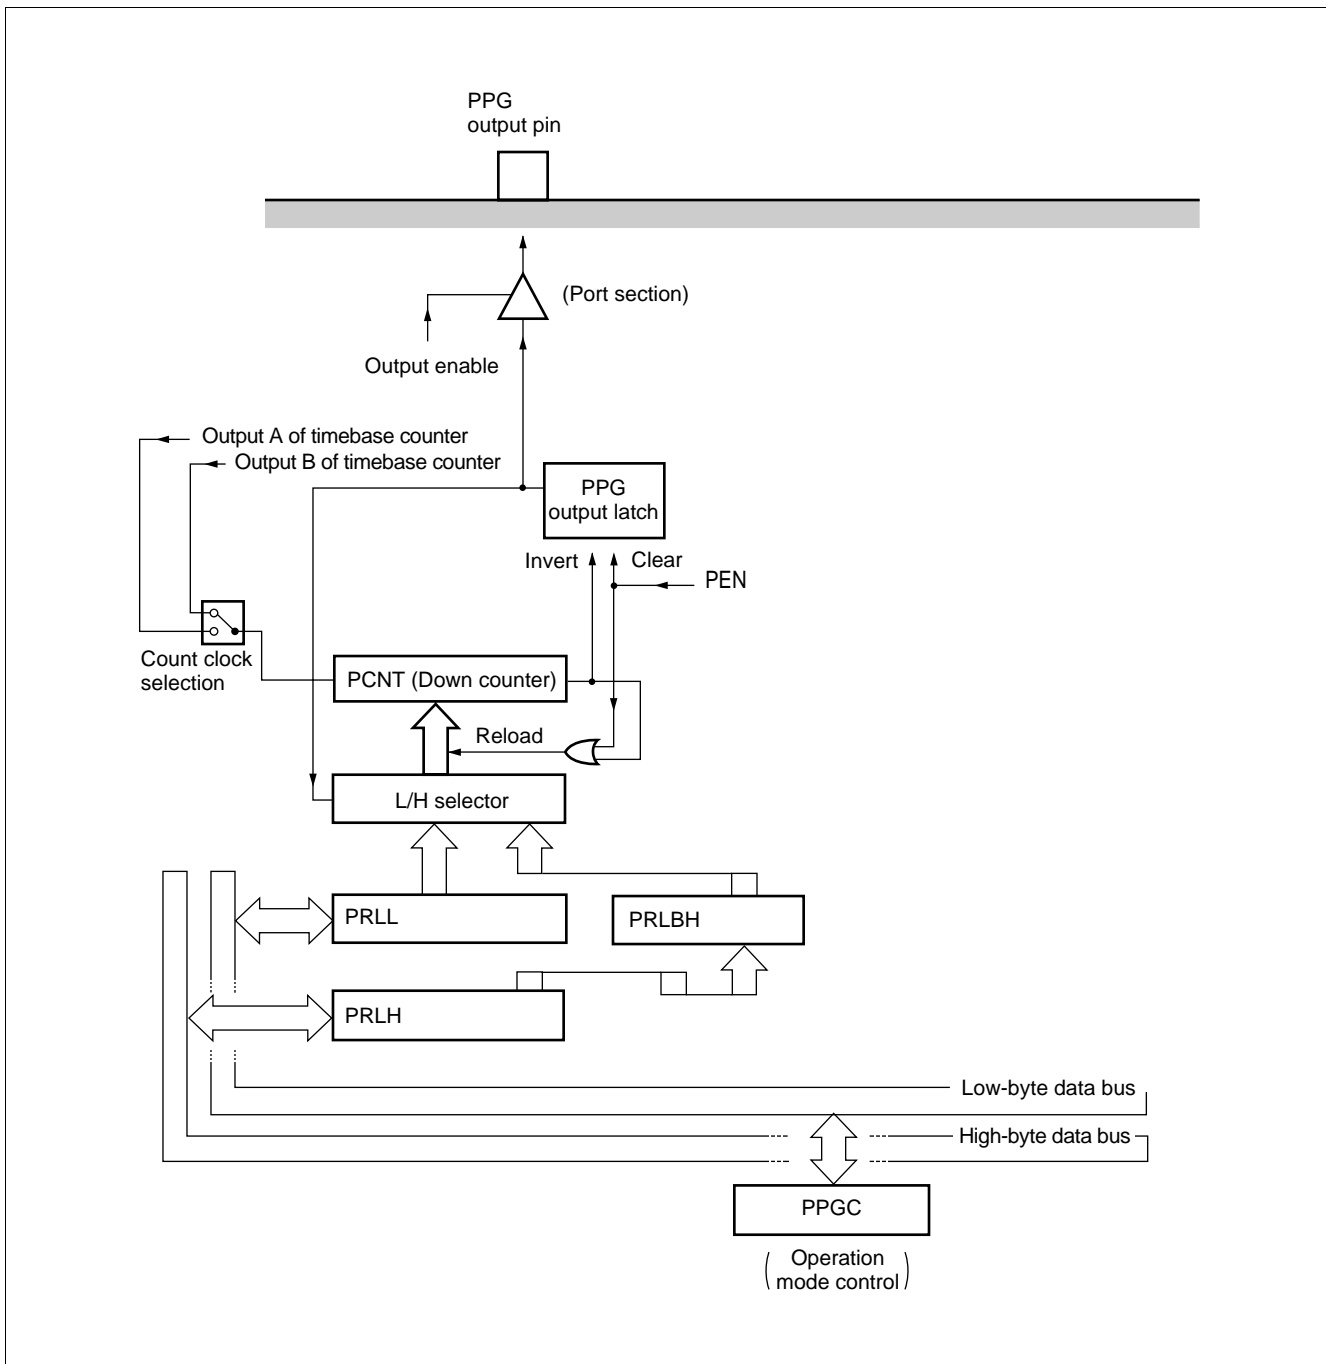 PPG
output pin
(Port section)
Output enable
Output A of timebase counter
Output B of timebase counter
PPG
output latch
Invert
Clear
PEN
Count clock
selection
PCNT (Down counter)
Reload
L/H selector
PRLL
PRLBH
PRLH
Low-byte data bus
High-byte data bus
PPGC
( Operation
mode control )